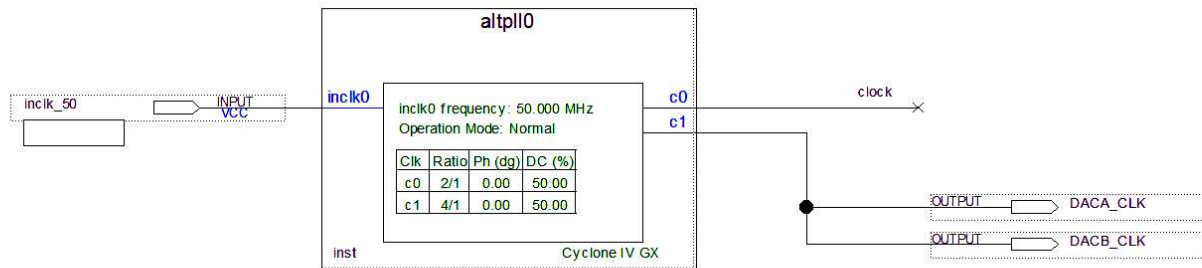 altpll0
inclk_50
INPUT
VCC
inclk0
inclk0 frequency: 50.000 MHz
Operation Mode: Normal
Clk Ratio Ph (dg) DC (%)
c0 2/1 0.00 50.00
c1 4/1 0.00 50.00
inst
Cyclone IV GX
c0
c1
clock
OUTPUT
DACA_CLK
OUTPUT
DACB_CLK